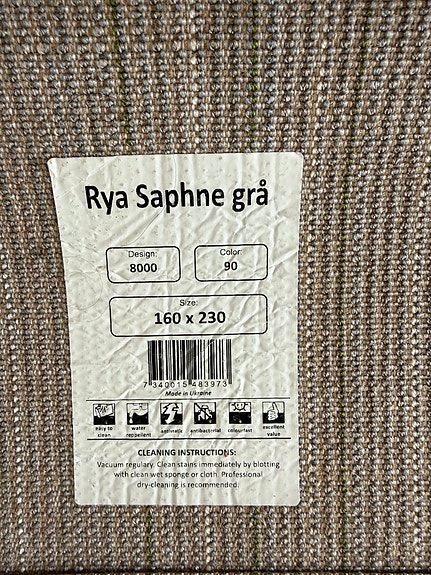 Rya Saphne grå
Design:
8000
Color:
90
Size:
160 x 230
7 340015 483973
Made in Ukraine
easy to clean
water repellent
antistatic
antibacterial
colourfast
excellent value
CLEANING INSTRUCTIONS:
Vacuum regulary. Clean stains immediately by blotting
with clean wet sponge or cloth. Professional
dry-cleaning is recommended.